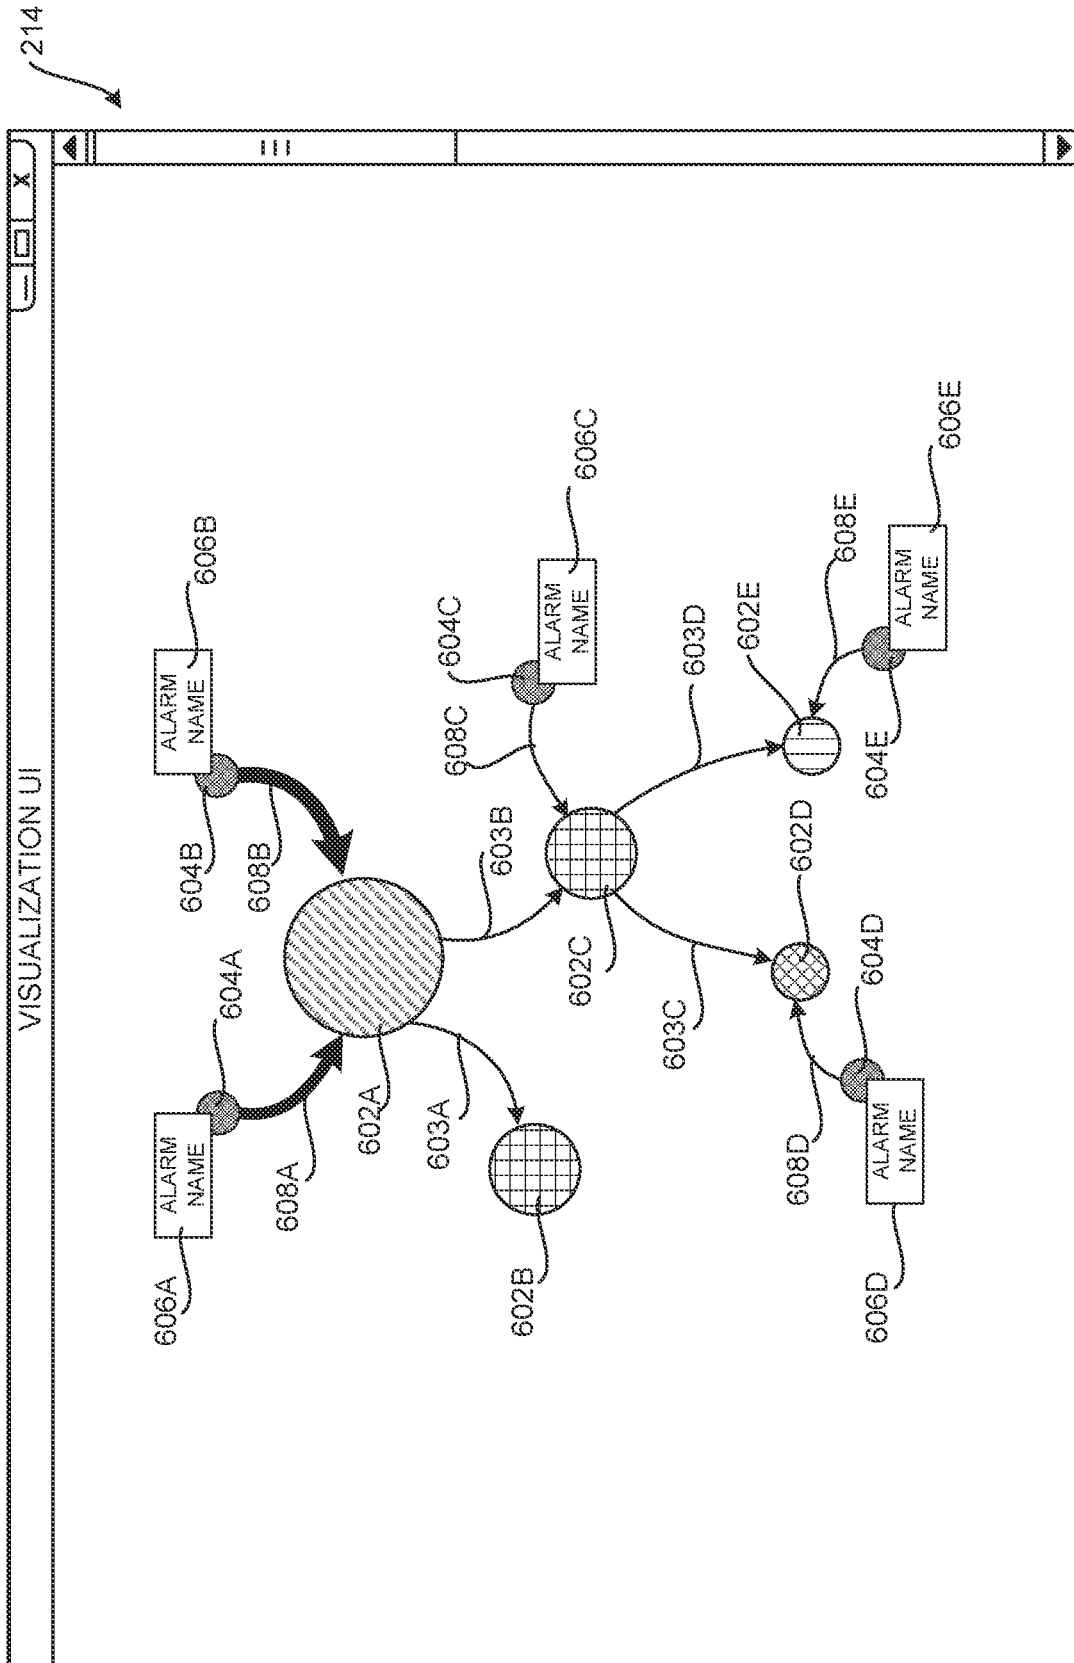 214
VISUALIZATION UI
X
606A
ALARM
NAME
604A
604B
ALARM
NAME
606B
608A
608B
602A
603A
603B
602B
608C
604C
ALARM
NAME
606C
602C
603C
603D
602D
602E
608D
604D
604E
608E
606D
ALARM
NAME
ALARM
NAME
606E